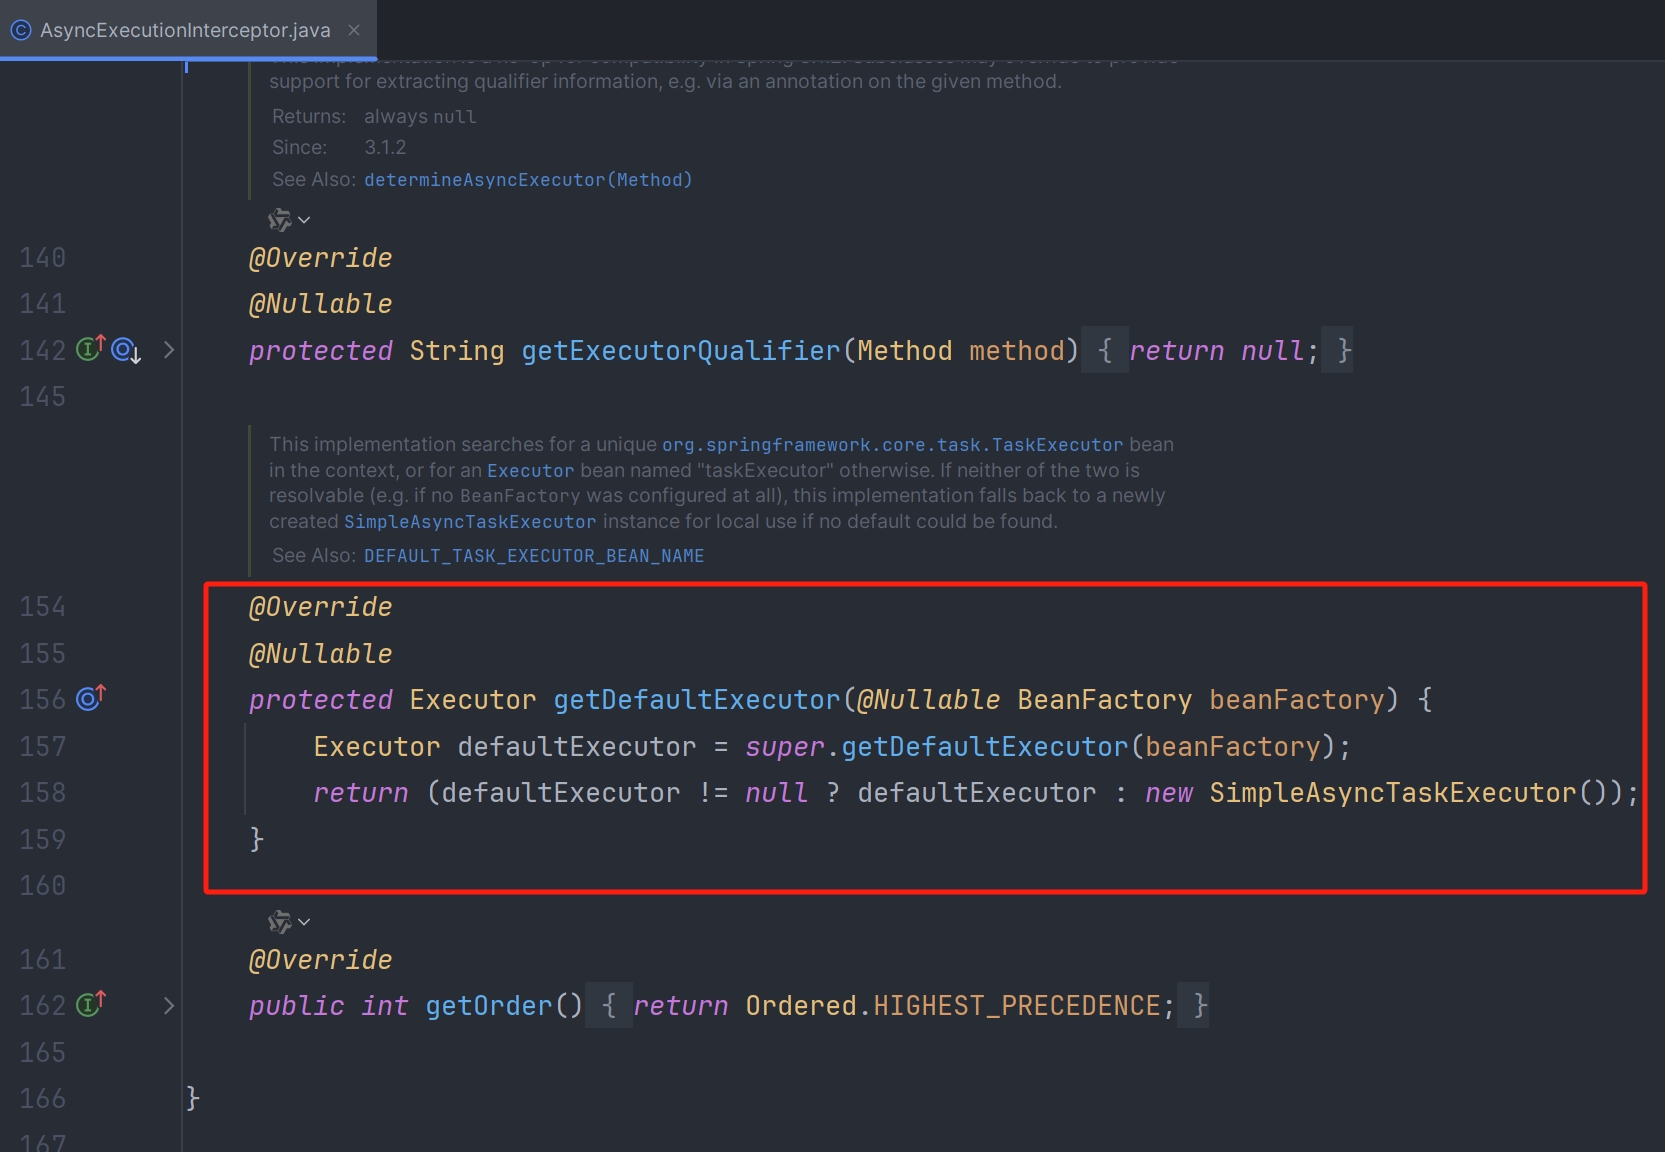 AsyncExecutionInterceptor.java
support for extracting qualifier information, e.g. via an annotation on the given method.
Returns: always null
Since: 3.1.2
See Also: determineAsyncExecutor(Method)
140 @Override
141 @Nullable
142 protected String getExecutorQualifier(Method method) { return null; }
145
This implementation searches for a unique org.springframework.core.task.TaskExecutor bean
in the context, or for an Executor bean named "taskExecutor" otherwise. If neither of the two is
resolvable (e.g. if no BeanFactory was configured at all), this implementation falls back to a newly
created SimpleAsyncTaskExecutor instance for local use if no default could be found.
See Also: DEFAULT_TASK_EXECUTOR_BEAN_NAME
154 @Override
155 @Nullable
156 protected Executor getDefaultExecutor(@Nullable BeanFactory beanFactory) {
157 Executor defaultExecutor = super.getDefaultExecutor(beanFactory);
158 return (defaultExecutor != null ? defaultExecutor : new SimpleAsyncTaskExecutor());
159 }
160
161 @Override
162 public int getOrder() { return Ordered.HIGHEST_PRECEDENCE; }
165
166 }
167